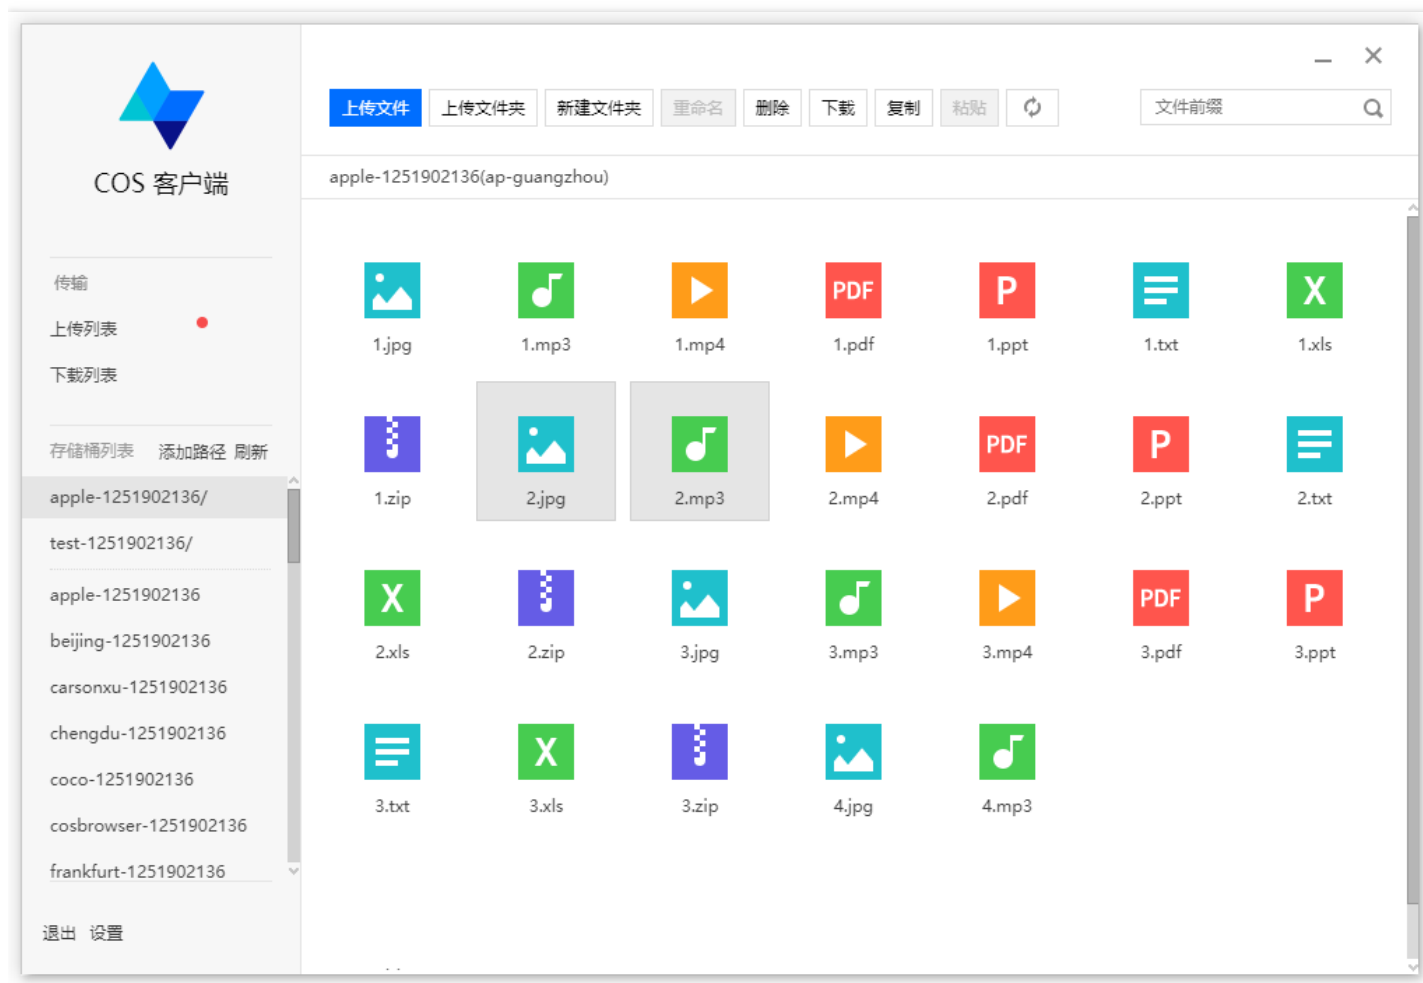 COS 客户端
传输
上传列表
下载列表
存储桶列表 添加路径 刷新
apple-1251902136/
test-1251902136/
apple-1251902136
beijing-1251902136
carsonxu-1251902136
chengdu-1251902136
coco-1251902136
cosbrowser-1251902136
frankfurt-1251902136
退出 设置
上传文件 上传文件夹 新建文件夹 重命名 删除 下载 复制 粘贴 文件前缀
apple-1251902136(ap-guangzhou)
PDF P X
1.jpg 1.mp3 1.mp4 1.pdf 1.ppt 1.txt 1.xls
PDF P
1.zip 2.jpg 2.mp3 2.mp4 2.pdf 2.ppt 2.txt
X PDF P
2.xls 2.zip 3.jpg 3.mp3 3.mp4 3.pdf 3.ppt
X
3.txt 3.xls 3.zip 4.jpg 4.mp3